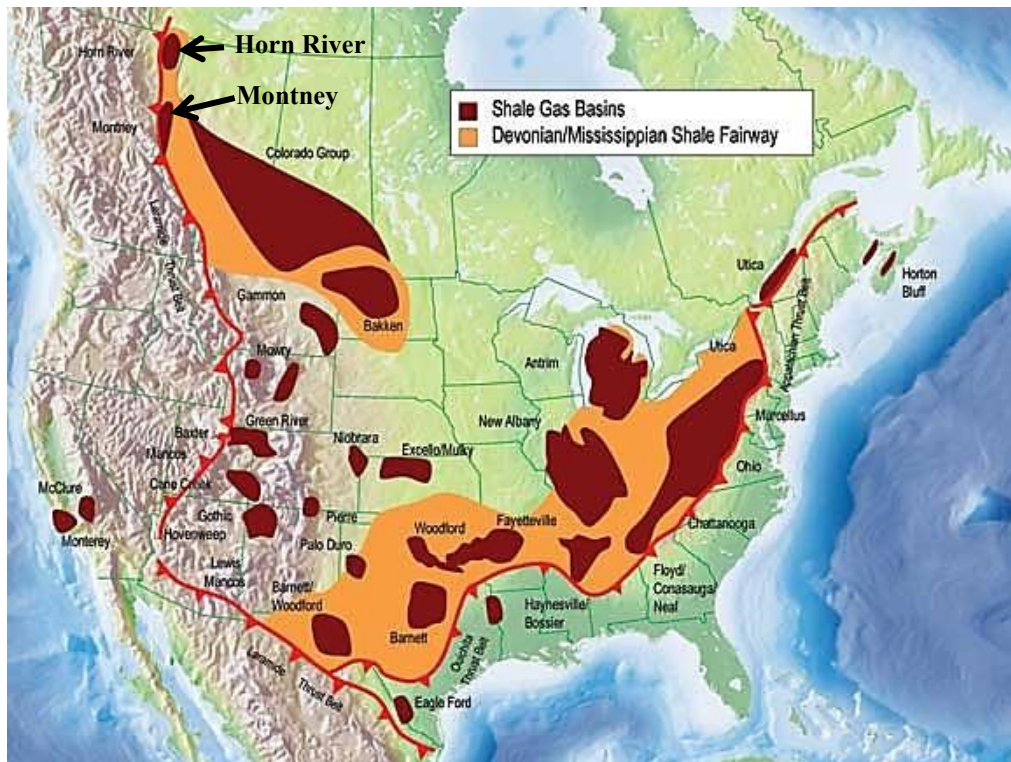 Horn River
Horn River
Montney
Montney
Shale Gas Basins
Devonian/Mississippian Shale Fairway
Colorado Group
Laramide
Thrust Belt
Gammon
Bakken
Mowry
Utica
Horton
Bluff
Appalachian Thrust Belt
Utica
Antrim
Green River
New Albany
Marcellus
Baxter
Niobrara
Excello/Mulky
Mancos
Ohio
Cane Creek
McClure
Gothic
Pierre
Fayetteville
Woodford
Chattanooga
Hovenweep
Monterey
Palo Duro
Lewis
Mancos
Floyd/
Conasauga/
Neal
Barnett/
Woodford
Haynesville/
Bossier
Barnett
Ouchita
Thrust Belt
Laramide
Thrust Belt
Eagle Ford